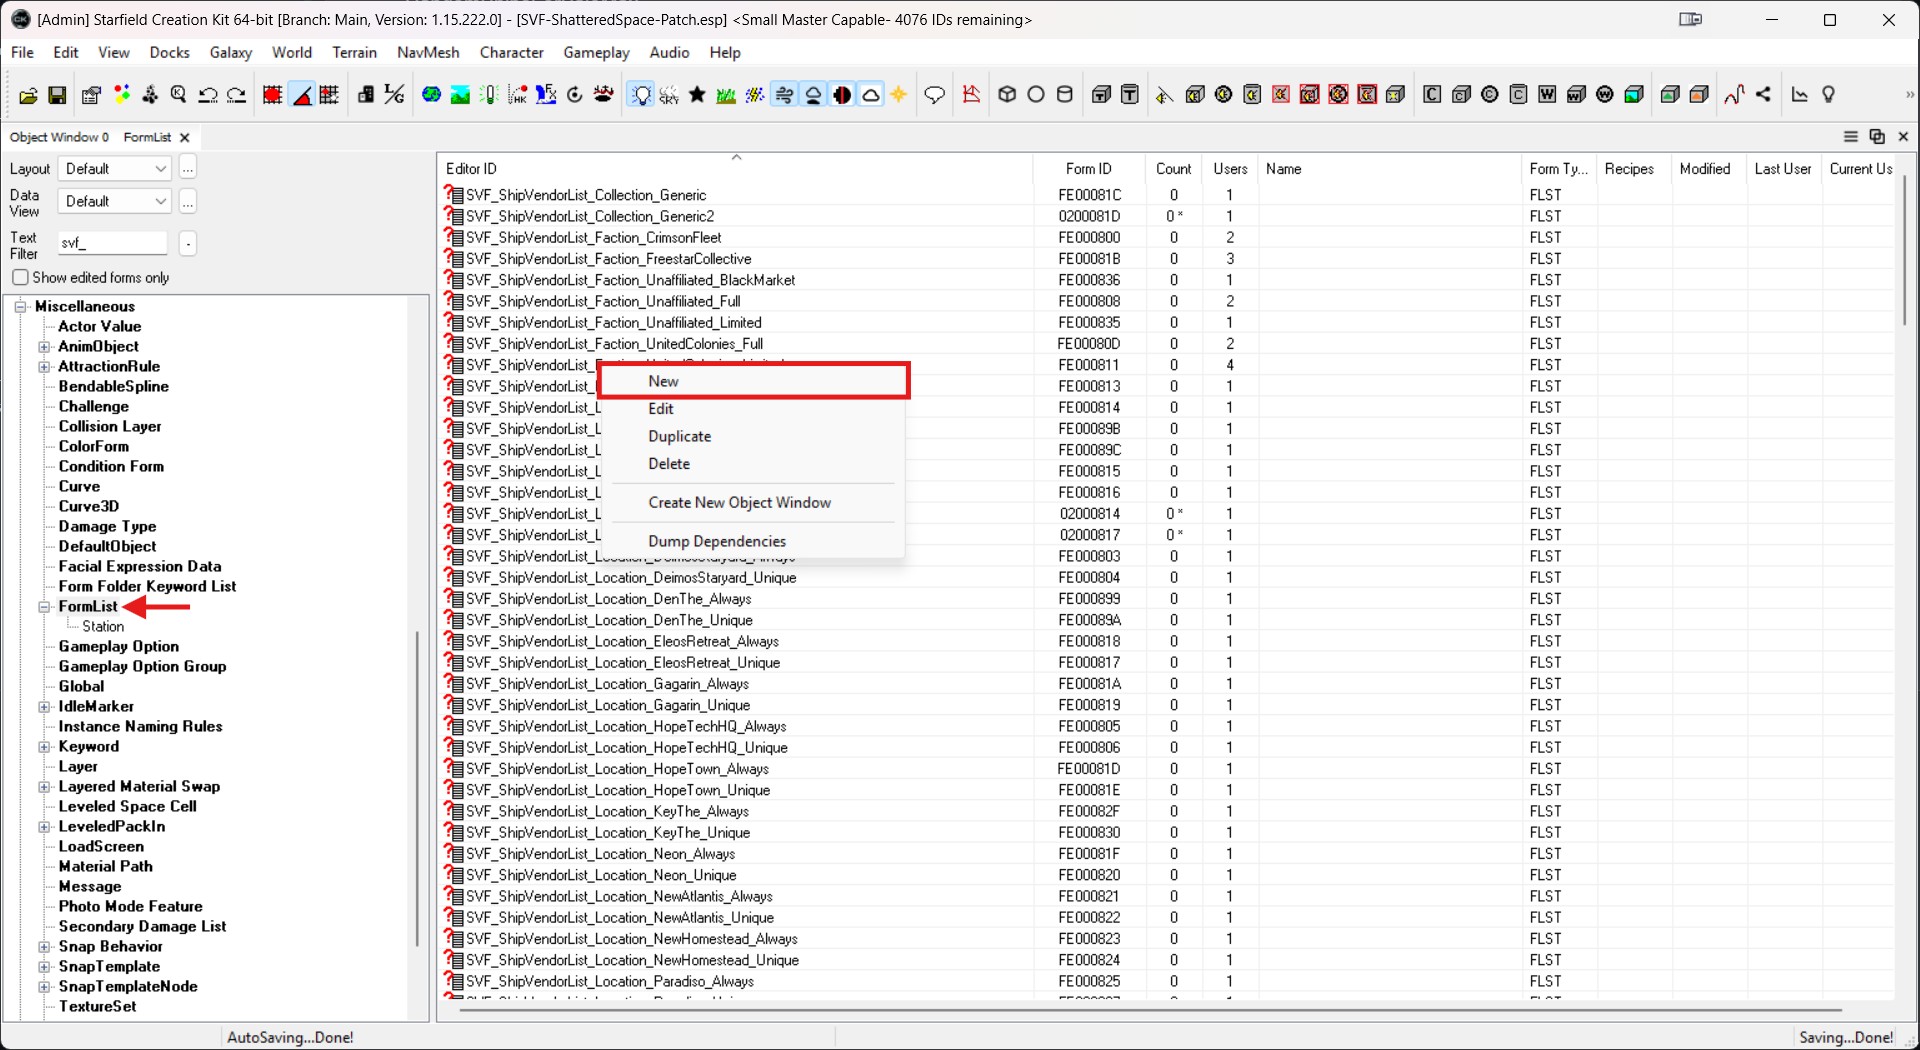 [Admin] Starfield Creation Kit 64-bit [Branch: Main, Version: 1.15.222.0] - [SVF-ShatteredSpace-Patch.esp] <Small Master Capable- 4076 IDs remaining>
File Edit View Docks Galaxy World Terrain NavMesh Character Gameplay Audio Help
Object Window 0 FormList
Layout Default ...
Data View Default ...
Text Filter svf_ -
Show edited forms only
Miscellaneous
Actor Value
AnimObject
AttractionRule
BendableSpline
Challenge
Collision Layer
ColorForm
Condition Form
Curve
Curve3D
Damage Type
DefaultObject
Facial Expression Data
Form Folder Keyword List
FormList
Station
Gameplay Option
Gameplay Option Group
Global
IdleMarker
Instance Naming Rules
Keyword
Layer
Layered Material Swap
Leveled Space Cell
LeveledPackIn
LoadScreen
Material Path
Message
Photo Mode Feature
Secondary Damage List
Snap Behavior
SnapTemplate
SnapTemplateNode
TextureSet
Editor ID Form ID Count Users Name Form Ty... Recipes Modified Last User Current Us
SVF_ShipVendorList_Collection_Generic FE00081C 0 1 FLST
SVF_ShipVendorList_Collection_Generic2 0200081D 0 * 1 FLST
SVF_ShipVendorList_Faction_CrimsonFleet FE000800 0 2 FLST
SVF_ShipVendorList_Faction_FreestarCollective FE00081B 0 3 FLST
SVF_ShipVendorList_Faction_Unaffiliated_BlackMarket FE000836 0 1 FLST
SVF_ShipVendorList_Faction_Unaffiliated_Full FE000808 0 2 FLST
SVF_ShipVendorList_Faction_Unaffiliated_Limited FE000835 0 1 FLST
SVF_ShipVendorList_Faction_UnitedColonies_Full FE00080D 0 2 FLST
SVF_ShipVendorList_ FE000811 0 4 FLST
SVF_ShipVendorList_ FE000813 0 1 FLST
SVF_ShipVendorList_L FE000814 0 1 FLST
SVF_ShipVendorList_L FE00089B 0 1 FLST
SVF_ShipVendorList_L FE00089C 0 1 FLST
SVF_ShipVendorList_L FE000815 0 1 FLST
SVF_ShipVendorList_L FE000816 0 1 FLST
SVF_ShipVendorList_L 02000814 0 * 1 FLST
SVF_ShipVendorList_L 02000817 0 * 1 FLST
SVF_ShipVendorList_Location_DeimosStaryard_Always FE000803 0 1 FLST
SVF_ShipVendorList_Location_DeimosStaryard_Unique FE000804 0 1 FLST
SVF_ShipVendorList_Location_DenThe_Always FE000899 0 1 FLST
SVF_ShipVendorList_Location_DenThe_Unique FE00089A 0 1 FLST
SVF_ShipVendorList_Location_EleosRetreat_Always FE000818 0 1 FLST
SVF_ShipVendorList_Location_EleosRetreat_Unique FE000817 0 1 FLST
SVF_ShipVendorList_Location_Gagarin_Always FE00081A 0 1 FLST
SVF_ShipVendorList_Location_Gagarin_Unique FE000819 0 1 FLST
SVF_ShipVendorList_Location_HopeTechHQ_Always FE000805 0 1 FLST
SVF_ShipVendorList_Location_HopeTechHQ_Unique FE000806 0 1 FLST
SVF_ShipVendorList_Location_HopeTown_Always FE00081D 0 1 FLST
SVF_ShipVendorList_Location_HopeTown_Unique FE00081E 0 1 FLST
SVF_ShipVendorList_Location_KeyThe_Always FE00082F 0 1 FLST
SVF_ShipVendorList_Location_KeyThe_Unique FE000830 0 1 FLST
SVF_ShipVendorList_Location_Neon_Always FE00081F 0 1 FLST
SVF_ShipVendorList_Location_Neon_Unique FE000820 0 1 FLST
SVF_ShipVendorList_Location_NewAtlantis_Always FE000821 0 1 FLST
SVF_ShipVendorList_Location_NewAtlantis_Unique FE000822 0 1 FLST
SVF_ShipVendorList_Location_NewHomestead_Always FE000823 0 1 FLST
SVF_ShipVendorList_Location_NewHomestead_Unique FE000824 0 1 FLST
SVF_ShipVendorList_Location_Paradiso_Always FE000825 0 1 FLST
New
Edit
Duplicate
Delete
Create New Object Window
Dump Dependencies
AutoSaving...Done! Saving...Done!